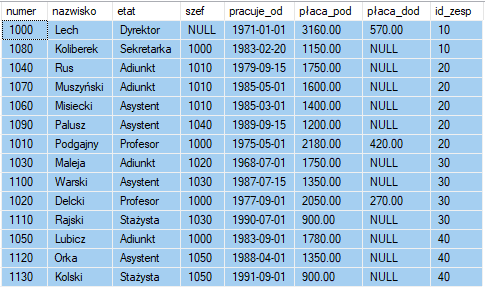 numer nazwisko etat szef pracuje_od płaca_pod płaca_dod id_zesp
1000 Lech Dyrektor NULL 1971-01-01 3160.00 570.00 10
1080 Koliberek Sekretarka 1000 1983-02-20 1150.00 NULL 10
1040 Rus Adiunkt 1010 1979-09-15 1750.00 NULL 20
1070 Muszyński Adiunkt 1010 1985-05-01 1600.00 NULL 20
1060 Misiecki Asystent 1010 1985-03-01 1400.00 NULL 20
1090 Palusz Asystent 1040 1989-09-15 1200.00 NULL 20
1010 Podgajny Profesor 1000 1975-05-01 2180.00 420.00 20
1030 Maleja Adiunkt 1020 1968-07-01 1750.00 NULL 30
1100 Warski Asystent 1030 1987-07-15 1350.00 NULL 30
1020 Delcki Profesor 1000 1977-09-01 2050.00 270.00 30
1110 Rajski Stażysta 1030 1990-07-01 900.00 NULL 30
1050 Lubicz Adiunkt 1000 1983-09-01 1780.00 NULL 40
1120 Orka Asystent 1050 1988-04-01 1350.00 NULL 40
1130 Kolski Stażysta 1050 1991-09-01 900.00 NULL 40